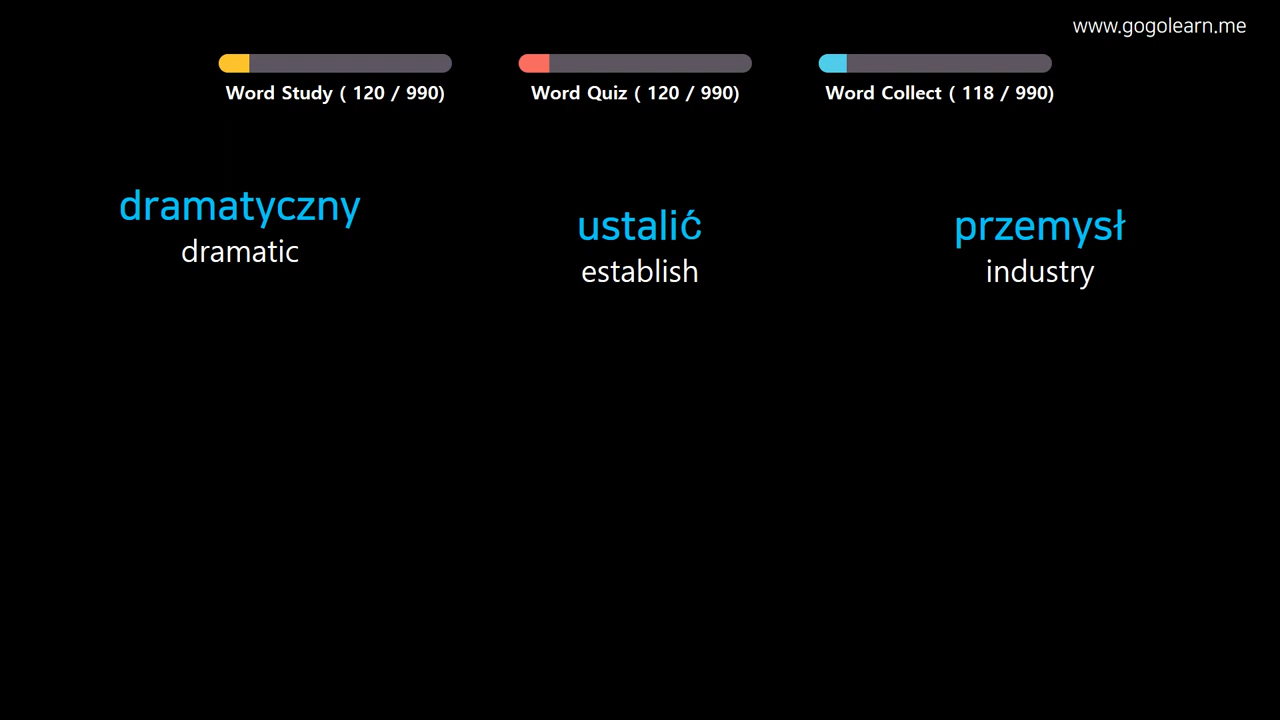 www.gogolearn.me
Word Study ( 120 / 990)
Word Quiz ( 120 / 990)
Word Collect ( 118 / 990)
dramatyczny
dramatic
ustalić
establish
przemysł
industry